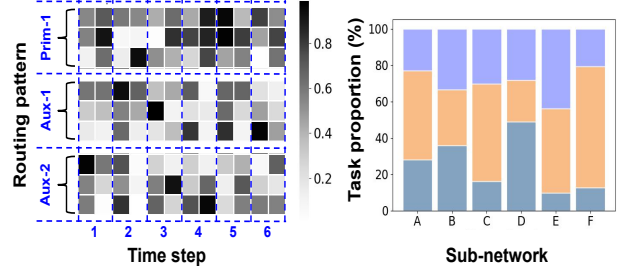 Routing pattern
Prim-1
Aux-1
Aux-2
1 2 3 4 5 6
Time step
0.8
0.6
0.4
0.2
Task proportion (%)
100
80
60
40
20
0
A B C D E F
Sub-network